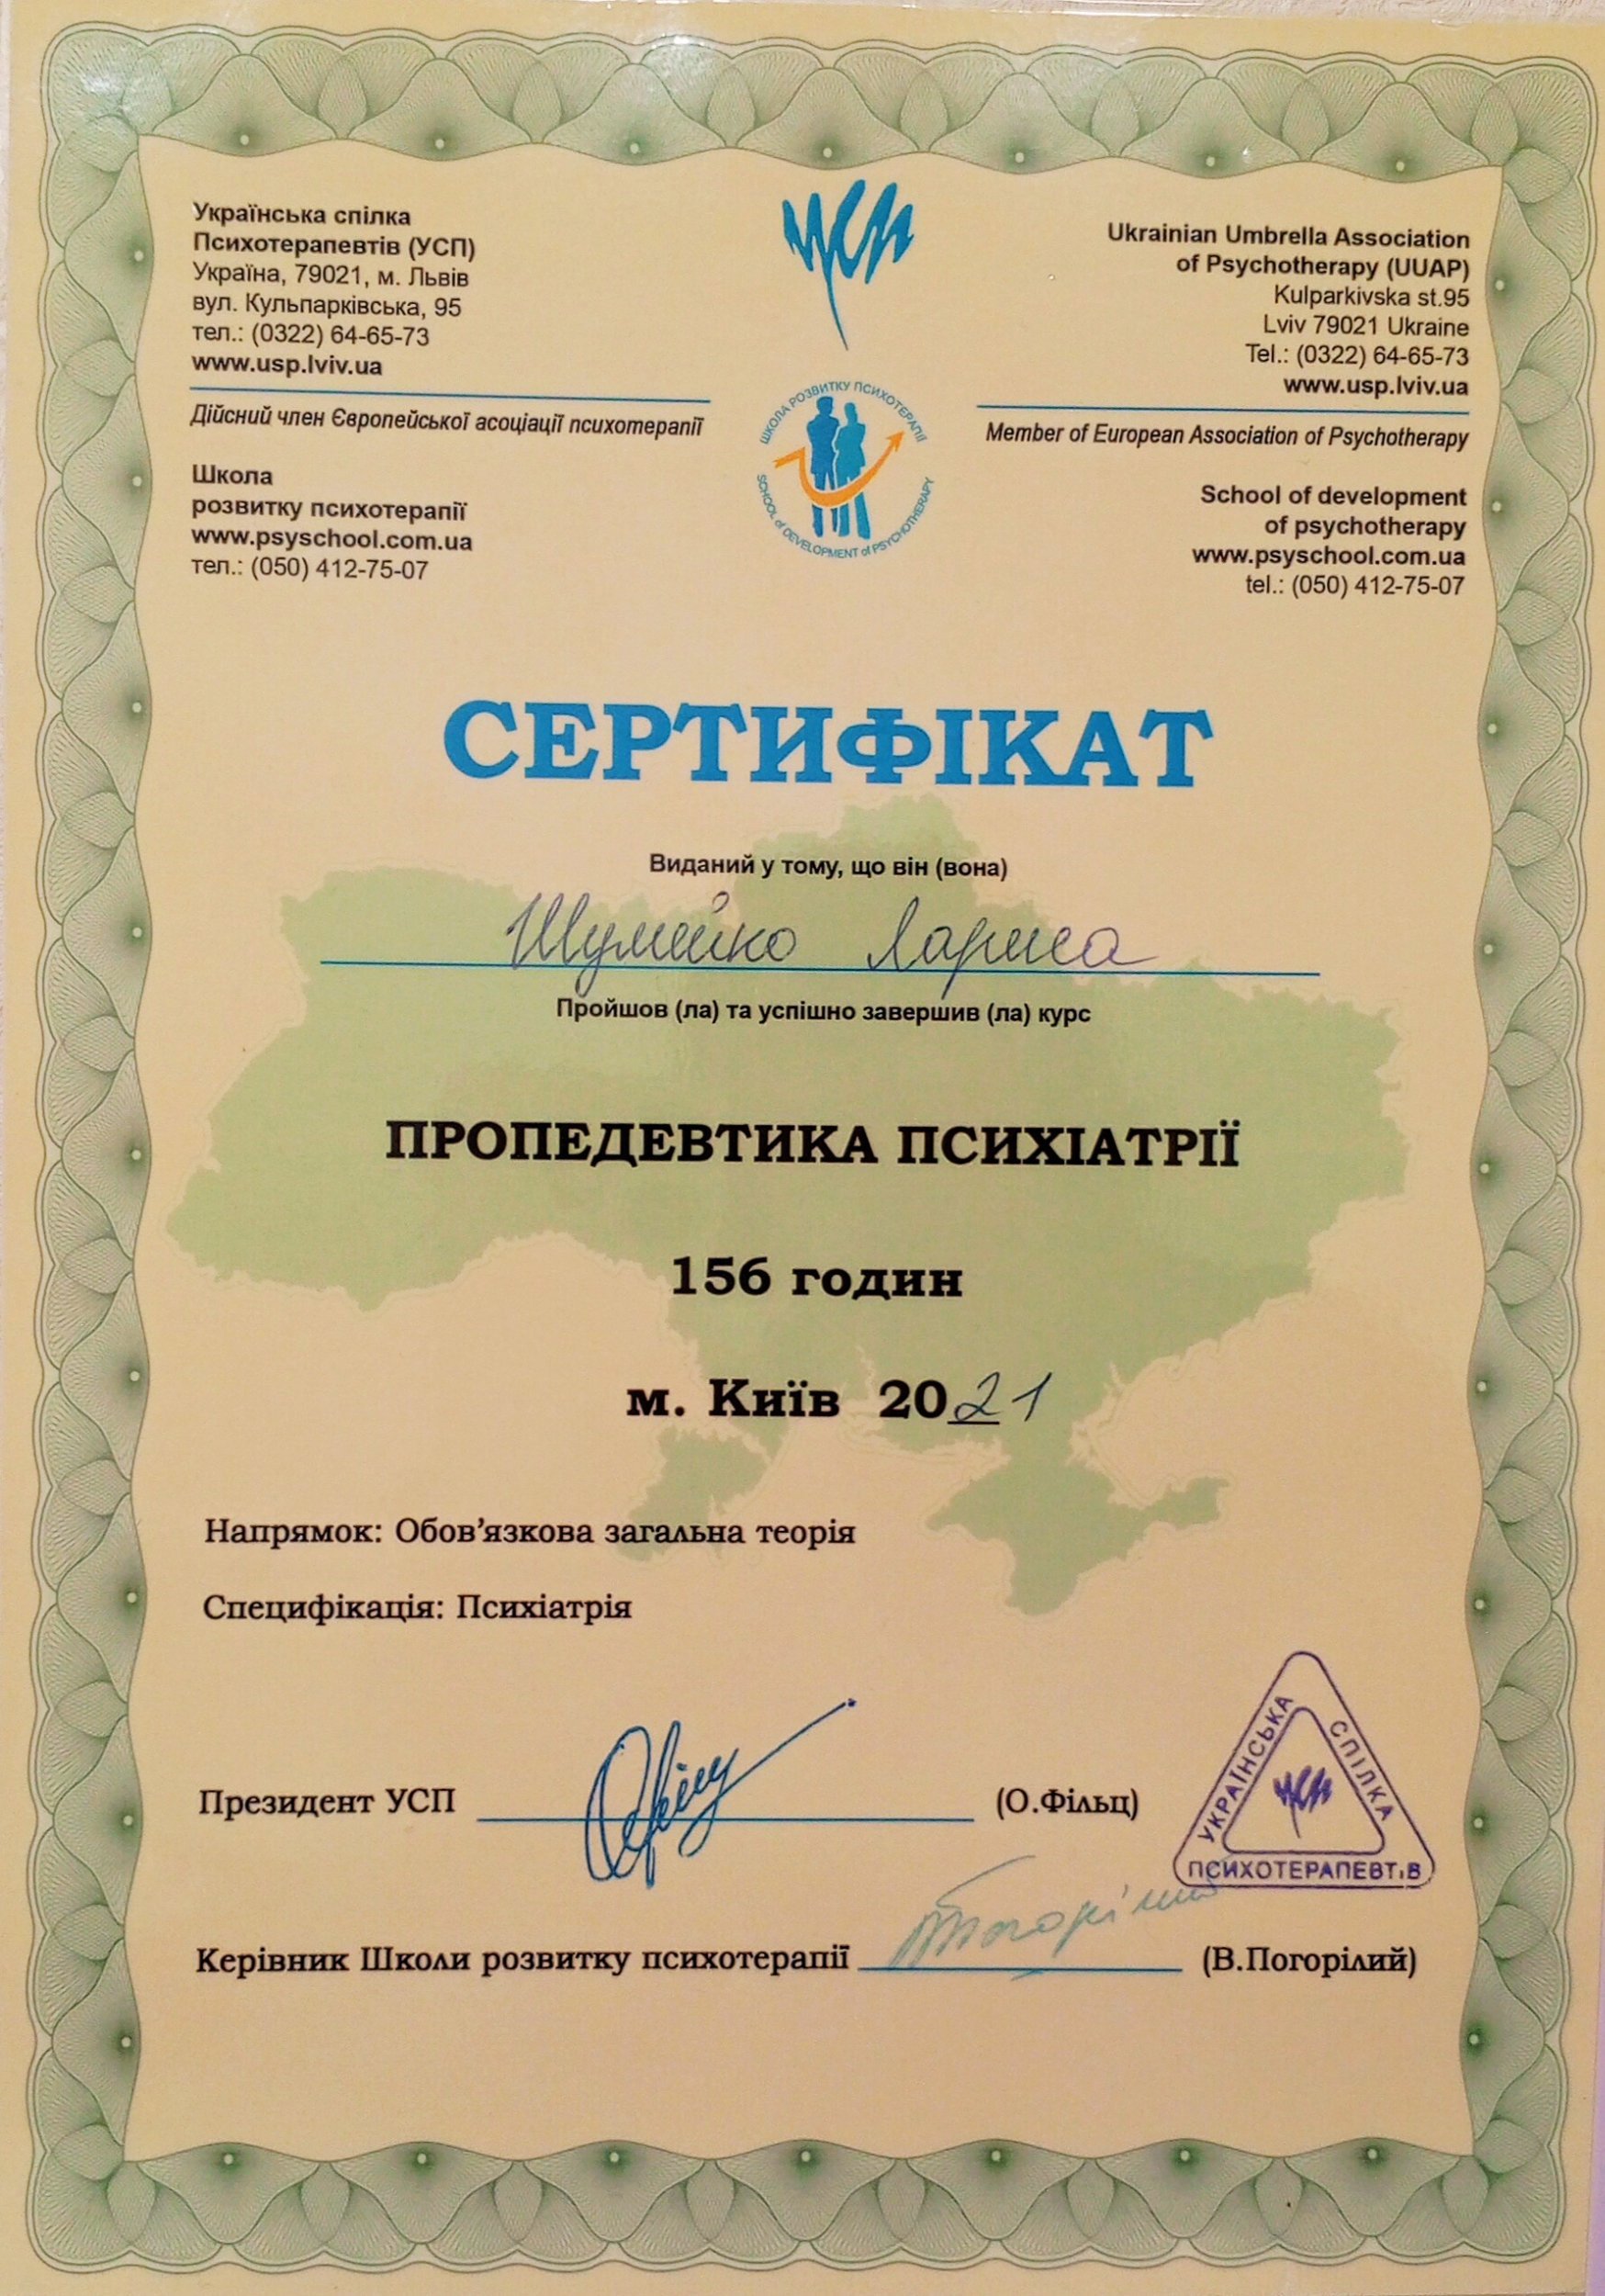 Українська спілка
Психотерапевтів (УСП)
Україна, 79021, м. Львів
вул. Кульпарківська, 95
тел.: (0322) 64-65-73
www.usp.lviv.ua
Дійсний член Європейської асоціації психотерапії
Школа
розвитку психотерапії
www.psyschool.com.ua
тел.: (050) 412-75-07
усп
ШКОЛА РОЗВИТКУ ПСИХОТЕРАПІЇ
SCHOOL of DEVELOPMENT of PSYCHOTHERAPY
Ukrainian Umbrella Association
of Psychotherapy (UUAP)
Kulparkivska st.95
Lviv 79021 Ukraine
Tel.: (0322) 64-65-73
www.usp.lviv.ua
Member of European Association of Psychotherapy
School of development
of psychotherapy
www.psyschool.com.ua
tel.: (050) 412-75-07
СЕРТИФІКАТ
Виданий у тому, що він (вона)
Шумейко Лариса
Пройшов (ла) та успішно завершив (ла) курс
ПРОПЕДЕВТИКА ПСИХІАТРІЇ
156 годин
м. Київ 2021
Напрямок: Обов’язкова загальна теорія
Специфікація: Психіатрія
Президент УСП (О.Фільц)
УКРАЇНСЬКА СПІЛКА ПСИХОТЕРАПЕВТІВ
усп
Керівник Школи розвитку психотерапії (В.Погорілий)